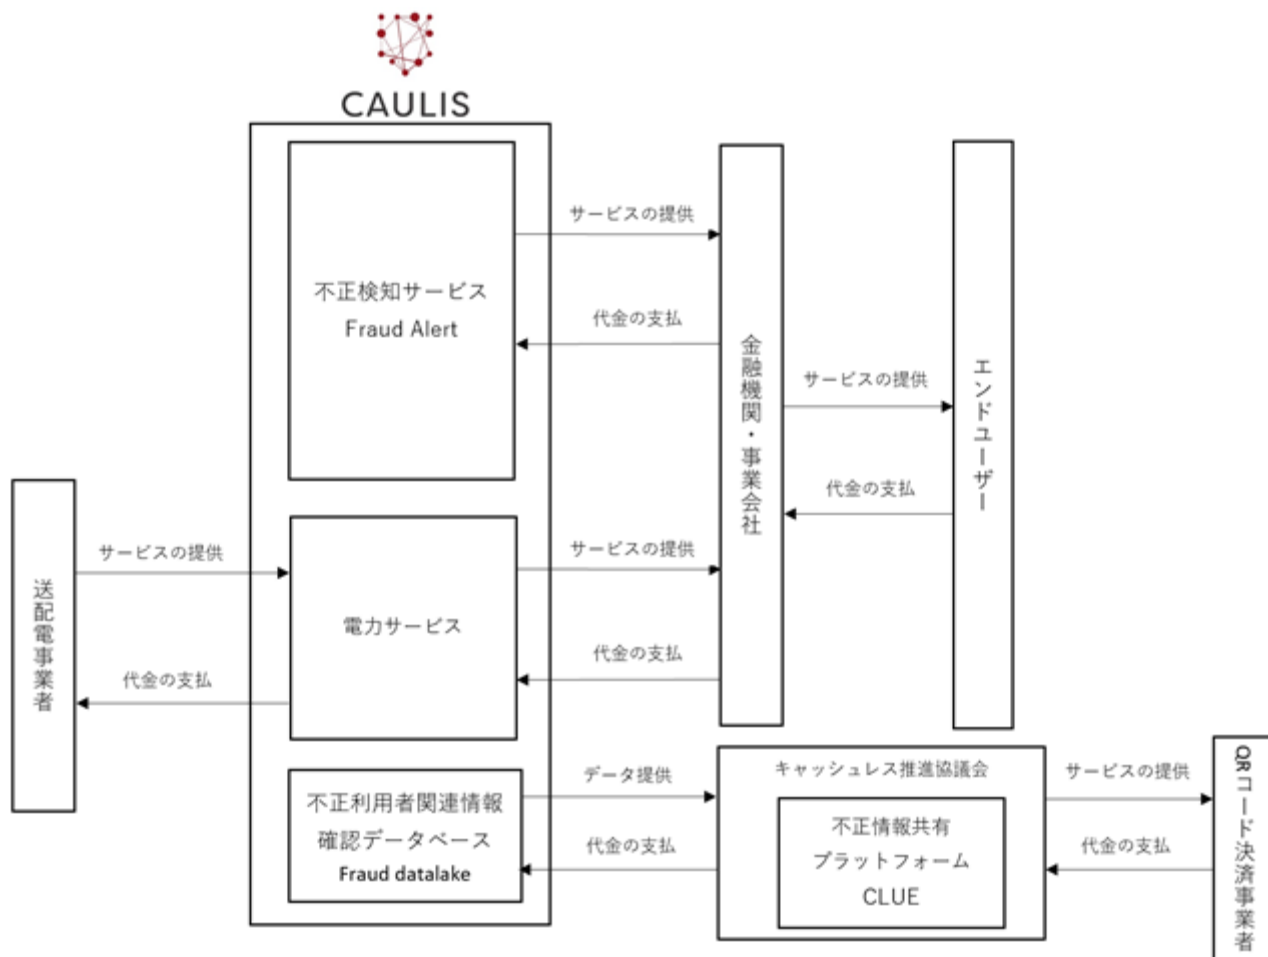 CAULIS
不正検知サービス
Fraud Alert
サービスの提供
代金の支払
金融機関・事業会社
サービスの提供
代金の支払
エンドユーザー
送配電事業者
サービスの提供
代金の支払
電力サービス
サービスの提供
代金の支払
不正利用者関連情報
確認データベース
Fraud datalake
データ提供
代金の支払
キャッシュレス推進協議会
不正情報共有
プラットフォーム
CLUE
サービスの提供
代金の支払
QRコード決済事業者